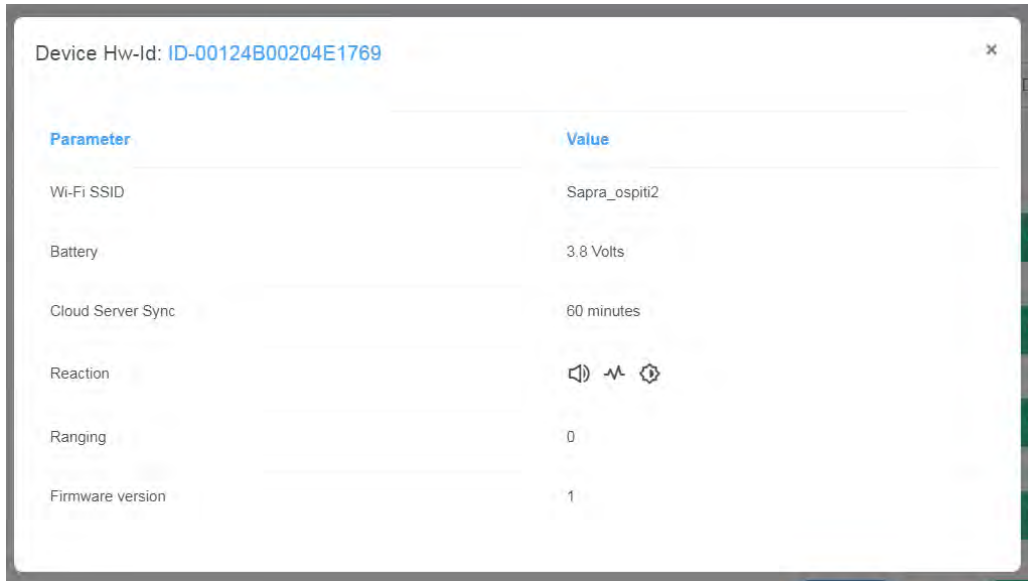 Device Hw-Id: ID-00124B00204E1769 ×
Parameter Value
Wi-Fi SSID Sapra_ospiti2
Battery 3.8 Volts
Cloud Server Sync 60 minutes
Reaction
Ranging 0
Firmware version 1